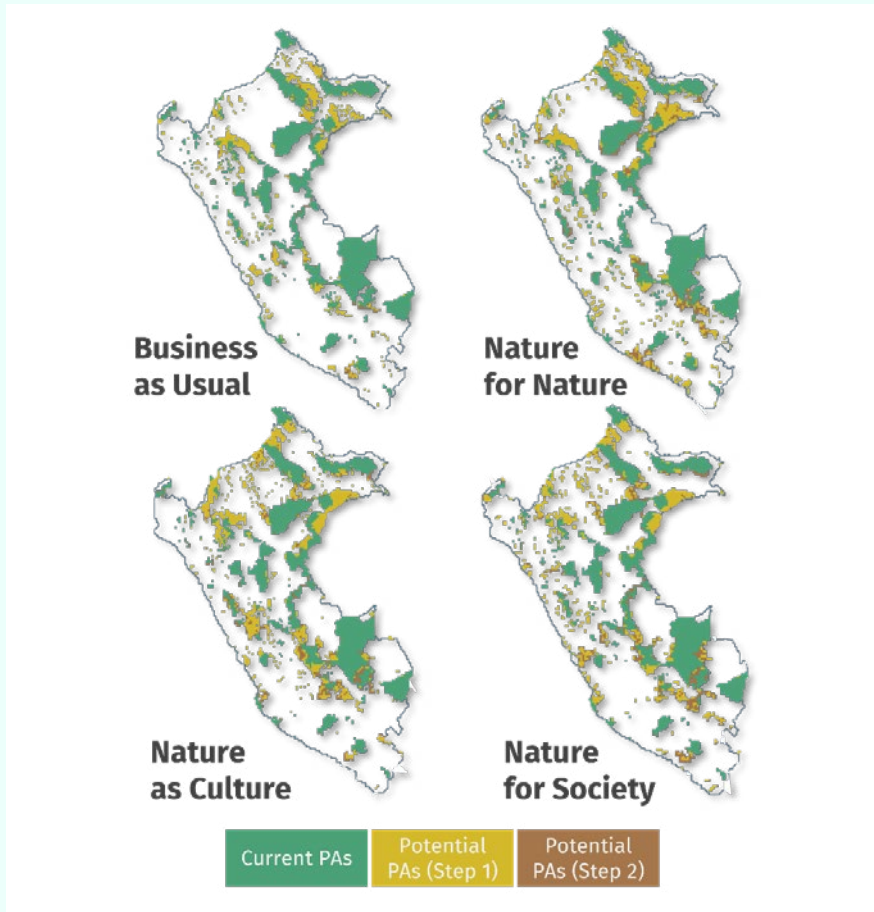 Business
as Usual
Nature
for Nature
Nature
as Culture
Nature
for Society
Current PAs
Potential
PAs (Step 1)
Potential
PAs (Step 2)